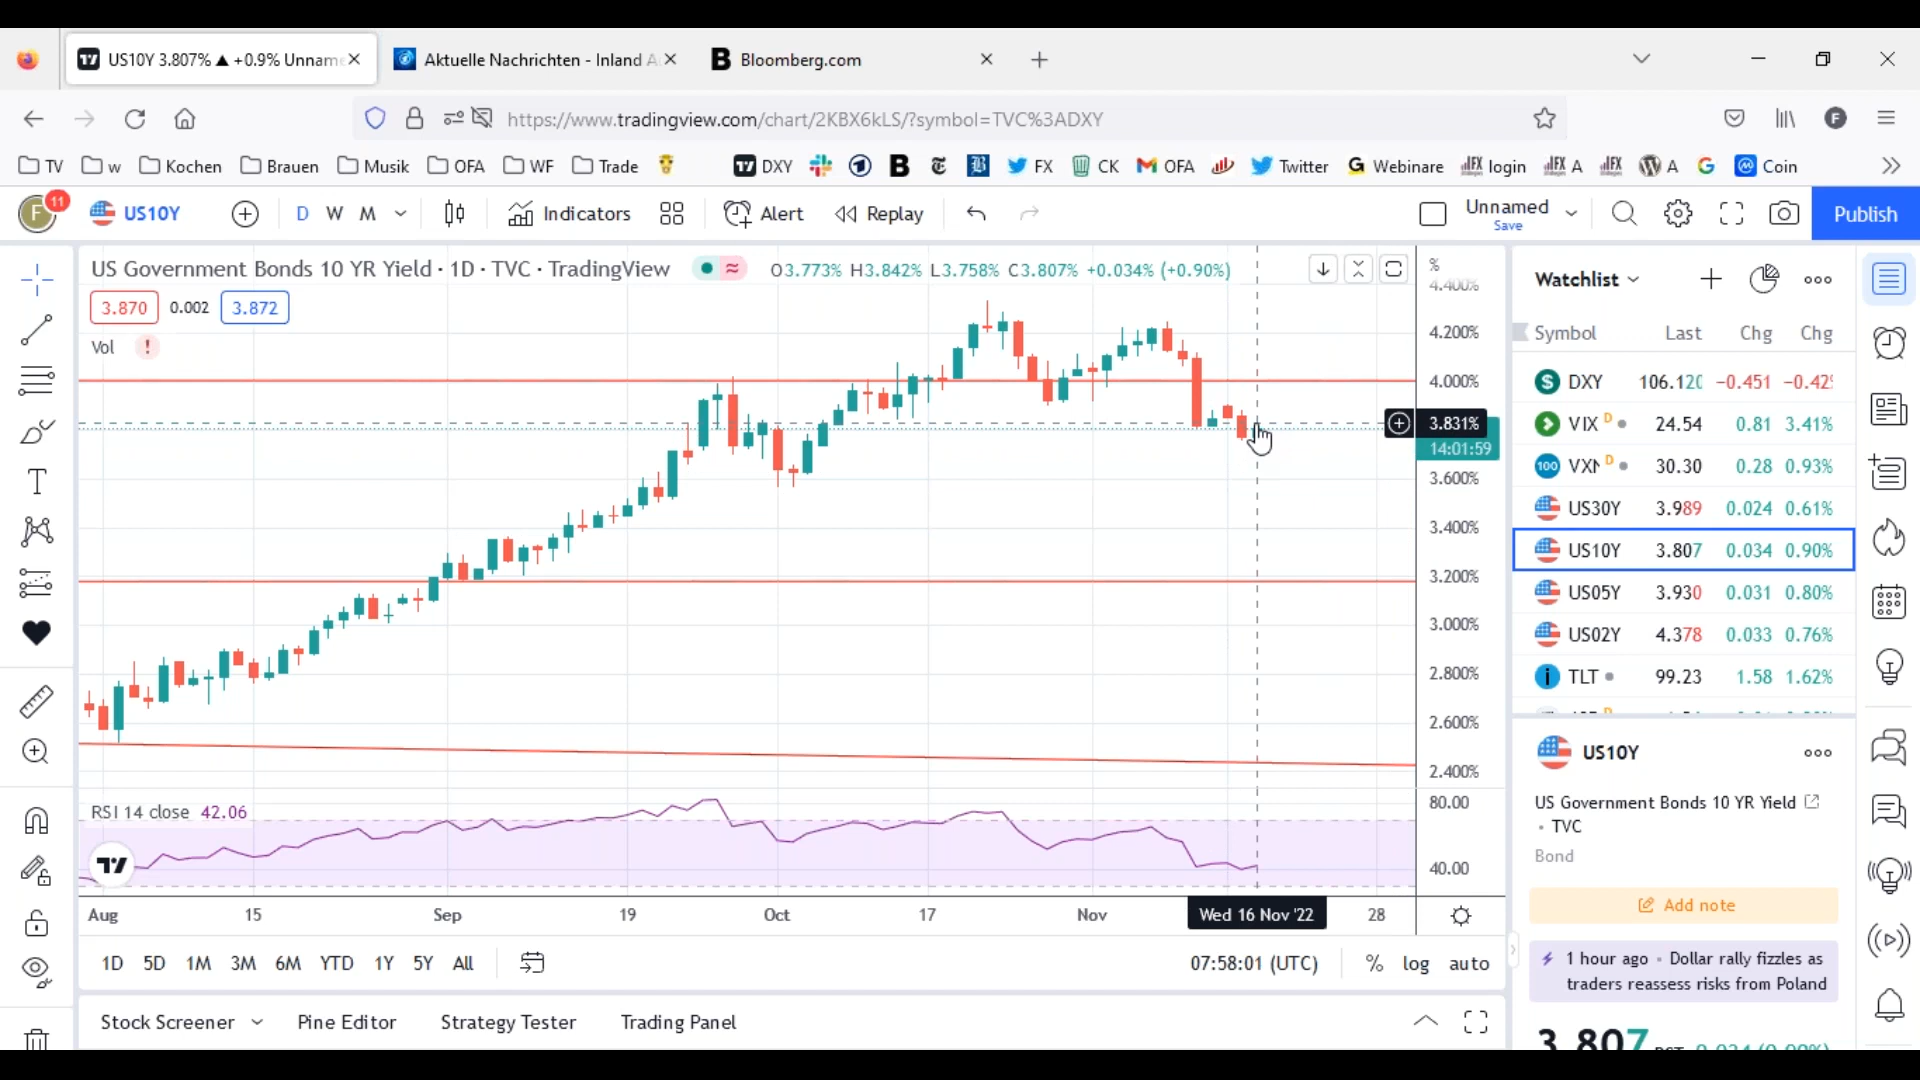 US10Y 3.807% ▲ +0.9% Unname
Aktuelle Nachrichten - Inland A
Bloomberg.com
https://www.tradingview.com/chart/2KBX6kLS/?symbol=TVC%3ADXY
TV w Kochen Brauen Musik OFA WF Trade DXY FX CK OFA Twitter Webinare login A A Coin
F 11 US10Y D W M Indicators Alert Replay Unnamed Save Publish
US Government Bonds 10 YR Yield · 1D · TVC · TradingView O3.773% H3.842% L3.758% C3.807% +0.034% (+0.90%)
3.870 0.002 3.872
Vol !
%
4.400%
4.200%
4.000%
3.831%
14:01:59
3.600%
3.400%
3.200%
3.000%
2.800%
2.600%
2.400%
RSI 14 close 42.06
80.00
40.00
Aug 15 Sep 19 Oct 17 Nov Wed 16 Nov '22 28
1D 5D 1M 3M 6M YTD 1Y 5Y All 07:58:01 (UTC) % log auto
Stock Screener Pine Editor Strategy Tester Trading Panel
Watchlist
Symbol Last Chg Chg
DXY 106.120 −0.451 −0.42
VIX D 24.54 0.81 3.41%
VXN D 30.30 0.28 0.93%
US30Y 3.989 0.024 0.61%
US10Y 3.807 0.034 0.90%
US05Y 3.930 0.031 0.80%
US02Y 4.378 0.033 0.76%
TLT 99.23 1.58 1.62%
US10Y
US Government Bonds 10 YR Yield
• TVC
Bond
Add note
1 hour ago • Dollar rally fizzles as
traders reassess risks from Poland
3.807